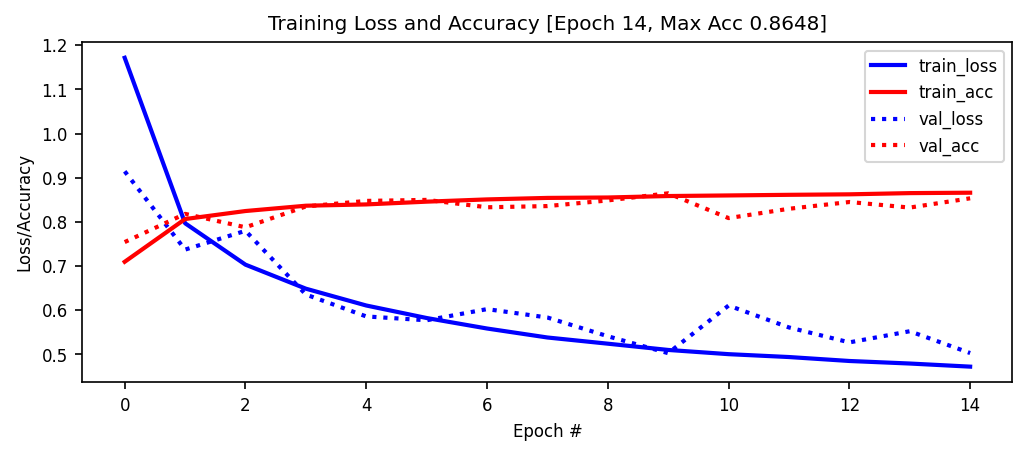 Training Loss and Accuracy [Epoch 14, Max Acc 0.8648]
1.2
1.1
1.0
0.9
0.8
0.7
0.6
0.5
Loss/Accuracy
train_loss
train_acc
val_loss
val_acc
0 2 4 6 8 10 12 14
Epoch #